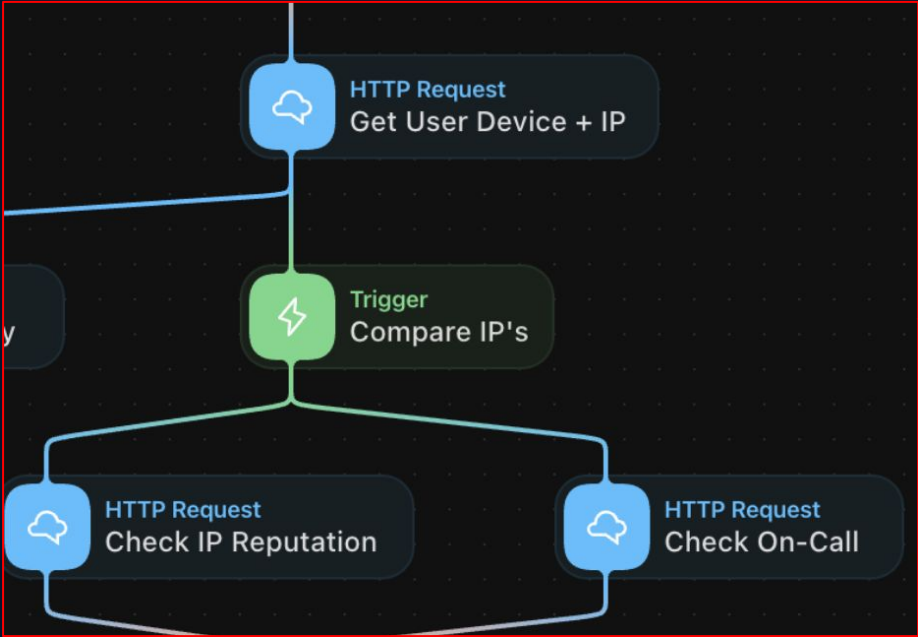 HTTP Request
Get User Device + IP
Trigger
Compare IP's
y
HTTP Request
Check IP Reputation
HTTP Request
Check On-Call